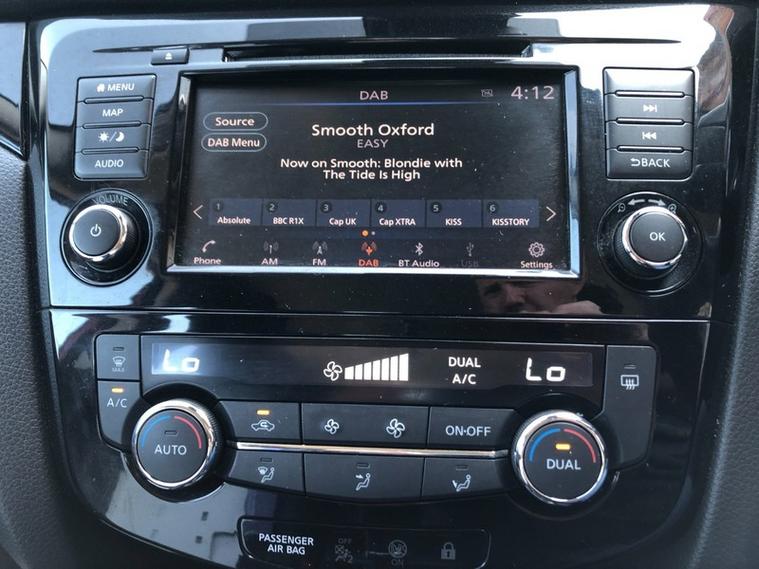 MENU
MAP
AUDIO
VOLUME
DAB
4:12
Source
DAB Menu
Smooth Oxford
EASY
Now on Smooth: Blondie with
The Tide Is High
1 2 3 4 5 6
Absolute BBC R1X Cap UK Cap XTRA KISS KISSTORY
Phone AM FM DAB BT Audio USB Settings
BACK
OK
MAX
A/C
Lo
DUAL
A/C
Lo
AUTO
ON·OFF
DUAL
PASSENGER
AIR BAG
OFF
ON